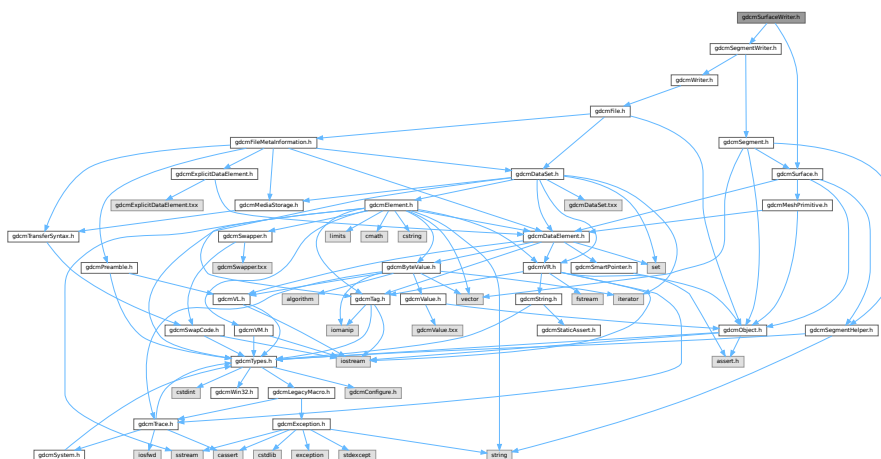 gdcmSurfaceWriter.h
gdcmSegmentWriter.h
gdcmWriter.h
gdcmFile.h
gdcmFileMetaInformation.h
gdcmSegment.h
gdcmExplicitDataElement.h
gdcmDataSet.h
gdcmSurface.h
gdcmExplicitDataElement.txx
gdcmMediaStorage.h
gdcmElement.h
gdcmDataSet.txx
gdcmMeshPrimitive.h
gdcmTransferSyntax.h
gdcmSwapper.h
limits
cmath
cstring
gdcmDataElement.h
gdcmPreamble.h
gdcmSwapper.txx
gdcmByteValue.h
gdcmVR.h
gdcmSmartPointer.h
set
gdcmVL.h
algorithm
gdcmTag.h
gdcmValue.h
vector
gdcmString.h
fstream
iterator
gdcmSwapCode.h
gdcmVM.h
iomanip
gdcmValue.txx
gdcmStaticAssert.h
gdcmObject.h
gdcmSegmentHelper.h
gdcmTypes.h
iostream
assert.h
cstdint
gdcmWin32.h
gdcmLegacyMacro.h
gdcmConfigure.h
gdcmTrace.h
gdcmException.h
gdcmSystem.h
iosfwd
sstream
cassert
cstdlib
exception
stdexcept
string